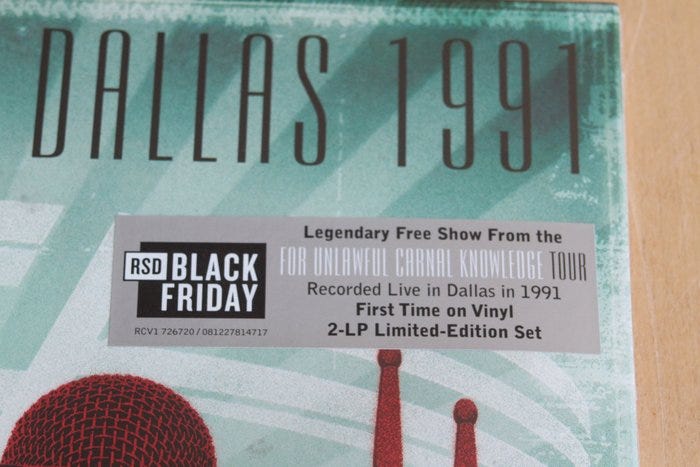 DALLAS 1991
RSD BLACK FRIDAY
RCV1 726720 / 081227814717
Legendary Free Show From the
FOR UNLAWFUL CARNAL KNOWLEDGE TOUR
Recorded Live in Dallas in 1991
First Time on Vinyl
2-LP Limited-Edition Set